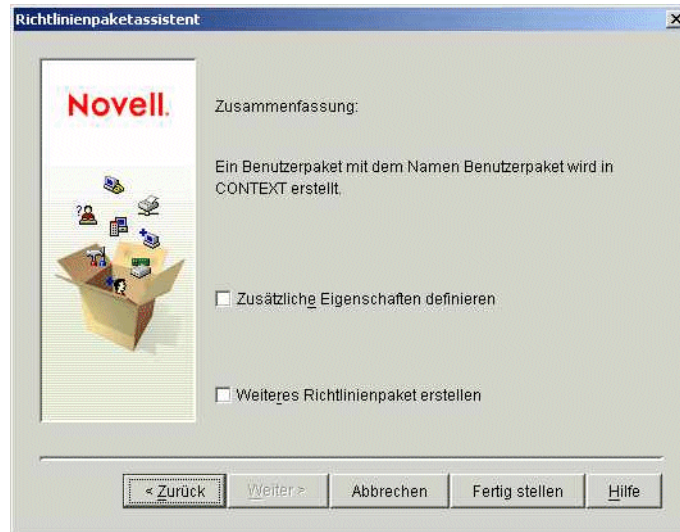 Richtlinienpaketassistent
Novell.
Zusammenfassung:
Ein Benutzerpaket mit dem Namen Benutzerpaket wird in
CONTEXT erstellt.
Zusätzliche Eigenschaften definieren
Weiteres Richtlinienpaket erstellen
< Zurück
Weiter >
Abbrechen
Fertig stellen
Hilfe